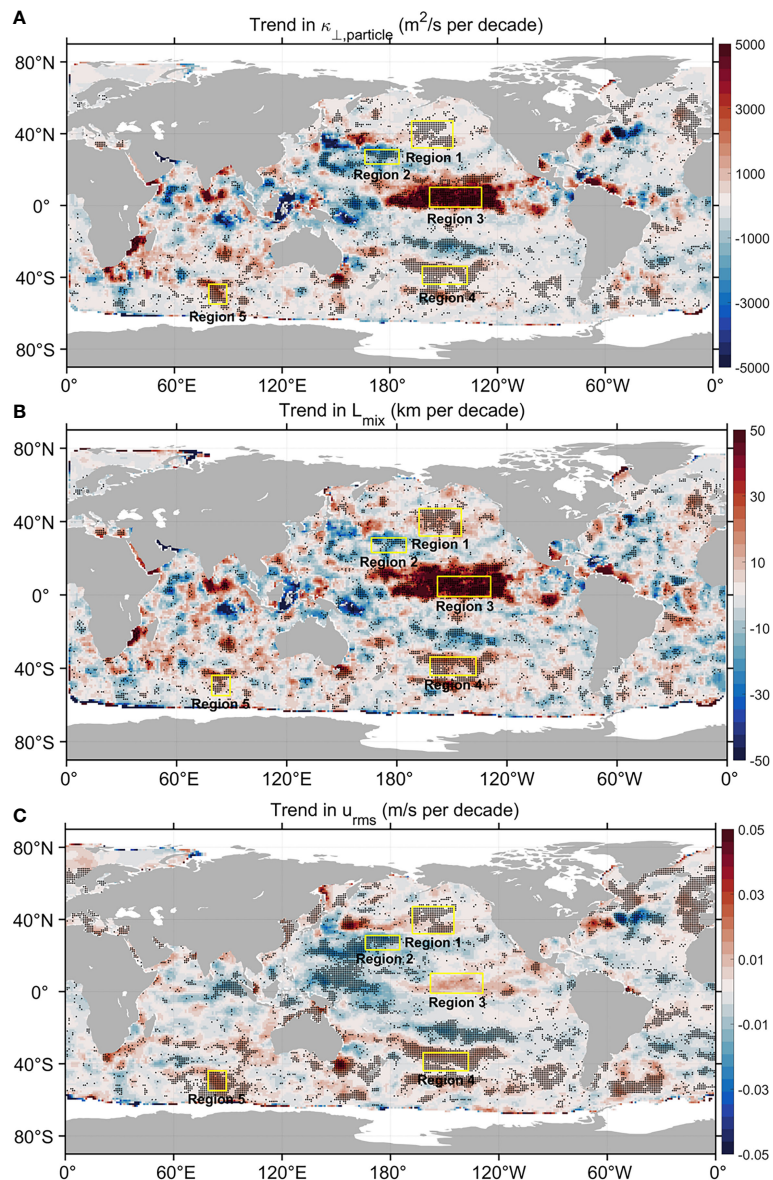 A
Trend in κ⊥,particle (m²/s per decade)
80°N
40°N
0°
40°S
80°S
0°
60°E
120°E
180°
120°W
60°W
0°
Region 1
Region 2
Region 3
Region 4
Region 5
5000
3000
1000
-1000
-3000
-5000
B
Trend in Lmix (km per decade)
80°N
40°N
0°
40°S
80°S
0°
60°E
120°E
180°
120°W
60°W
0°
Region 1
Region 2
Region 3
Region 4
Region 5
50
30
10
-10
-30
-50
C
Trend in urms (m/s per decade)
80°N
40°N
0°
40°S
80°S
0°
60°E
120°E
180°
120°W
60°W
0°
Region 1
Region 2
Region 3
Region 4
Region 5
0.05
0.03
0.01
-0.01
-0.03
-0.05